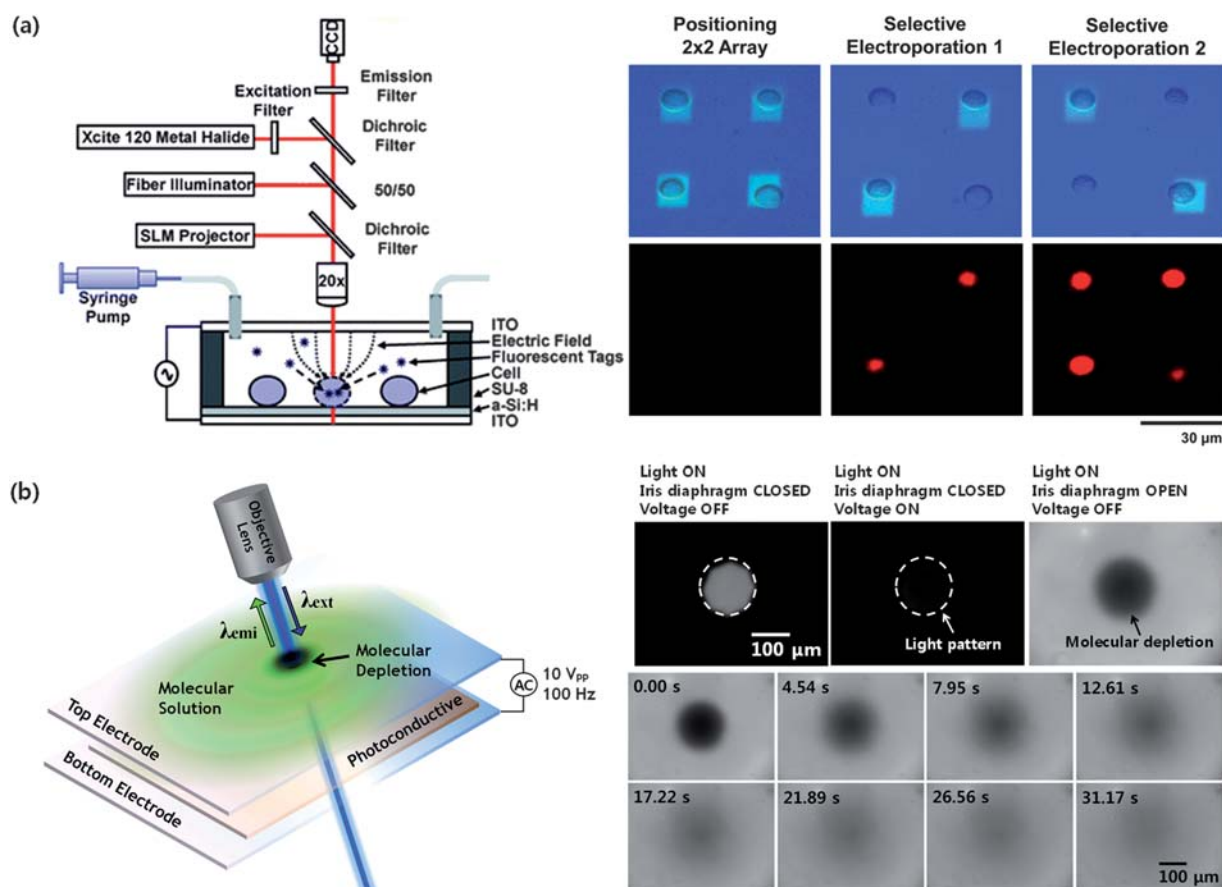 (a)
CCD
Emission
Filter
Excitation
Filter
Xcite 120 Metal Halide
Dichroic
Filter
Fiber Illuminator
50/50
SLM Projector
Dichroic
Filter
20x
Syringe
Pump
ITO
Electric Field
Fluorescent Tags
Cell
SU-8
a-Si:H
ITO
Positioning
2x2 Array
Selective
Electroporation 1
Selective
Electroporation 2
30 μm
(b)
Objective
Lens
λemi
λext
Molecular
Depletion
Molecular
Solution
AC
10 Vpp
100 Hz
Top Electrode
Photoconductive
Bottom Electrode
Light ON
Iris diaphragm CLOSED
Voltage OFF
Light ON
Iris diaphragm CLOSED
Voltage ON
Light ON
Iris diaphragm OPEN
Voltage OFF
100 μm
Light pattern
Molecular depletion
0.00 s
4.54 s
7.95 s
12.61 s
17.22 s
21.89 s
26.56 s
31.17 s
100 μm